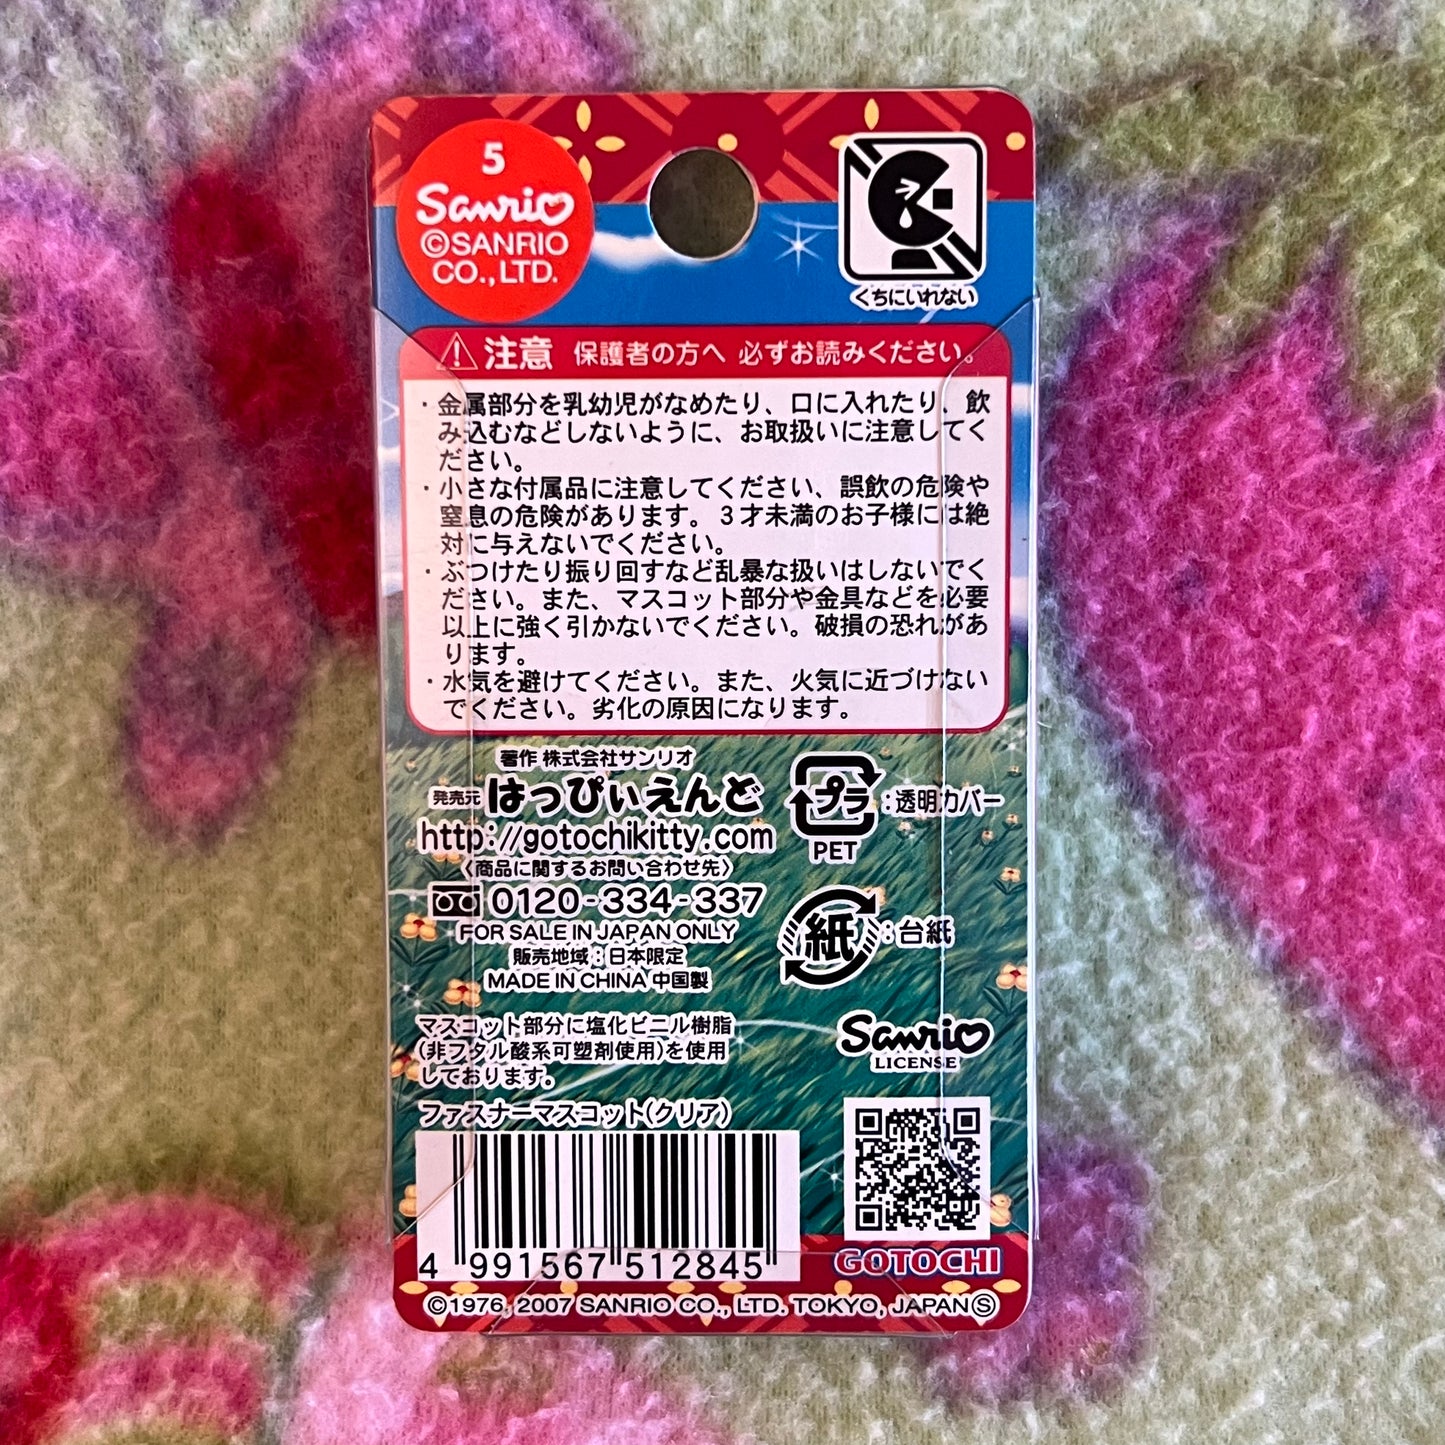 5
Sanrio
©SANRIO
CO.,LTD.
くちにいれない
注意 保護者の方へ 必ずお読みください。
・金属部分を乳幼児がなめたり、口に入れたり、飲
み込むなどしないように、お取扱いに注意してく
ださい。
・小さな付属品に注意してください、誤飲の危険や
窒息の危険があります。3才未満のお子様には絶
対に与えないでください。
・ぶつけたり振り回すなど乱暴な扱いはしないでく
ださい。また、マスコット部分や金具などを必要
以上に強く引かないでください。破損の恐れがあ
ります。
・水気を避けてください。また、火気に近づけない
でください。劣化の原因になります。
著作 株式会社サンリオ
発売元 はっぴぃえんど
http://gotochikitty.com
〈商品に関するお問い合わせ先〉
0120-334-337
FOR SALE IN JAPAN ONLY
販売地域：日本限定
MADE IN CHINA 中国製
プラ：透明カバー
PET
紙：台紙
マスコット部分に塩化ビニル樹脂
(非フタル酸系可塑剤使用)を使用
しております。
Sanrio
LICENSE
ファスナーマスコット(クリア)
4 991567 512845
GOTOCHI
©1976, 2007 SANRIO CO., LTD. TOKYO, JAPAN Ⓢ